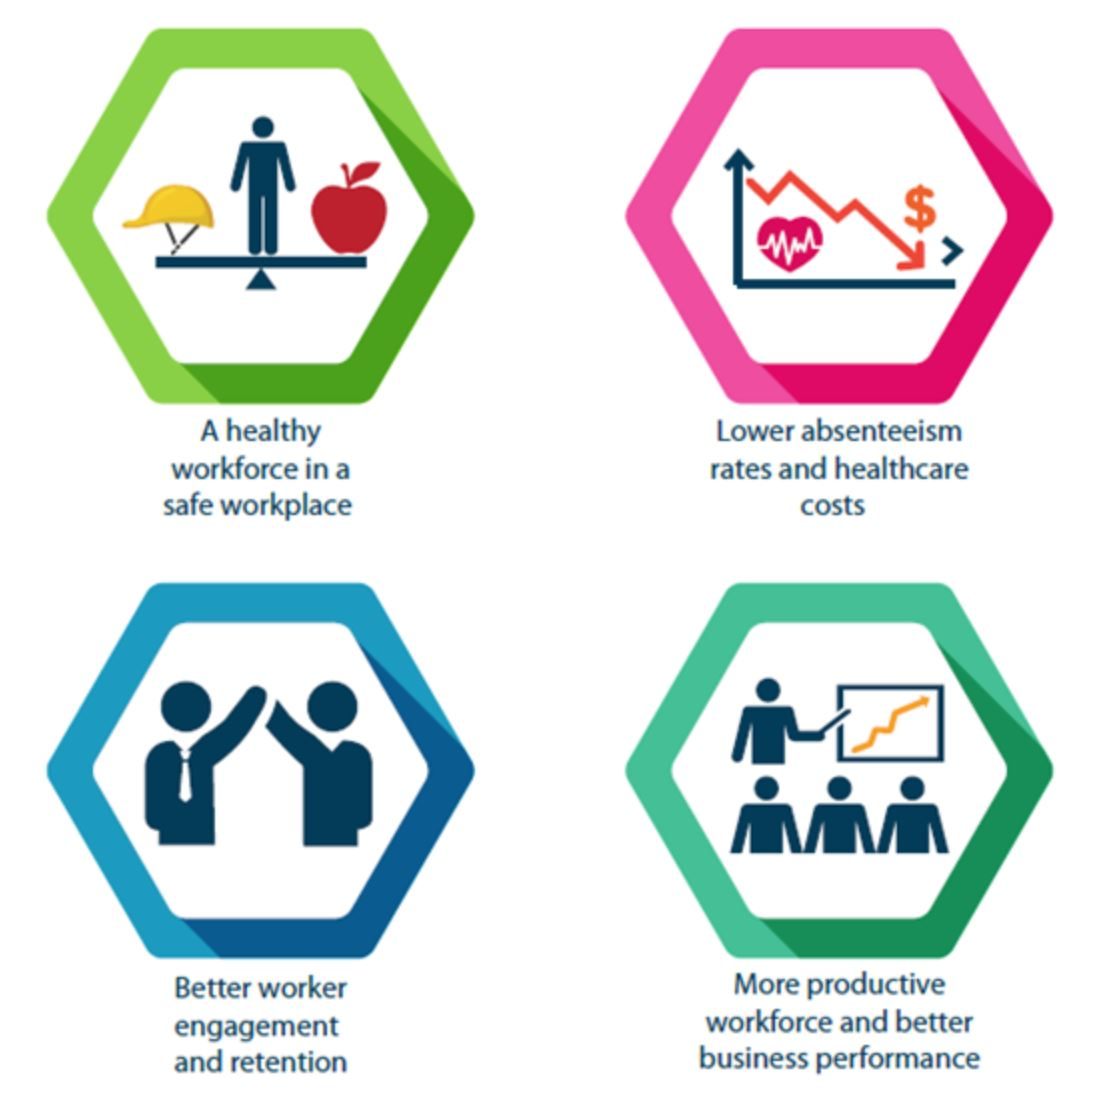 $
A healthy
workforce in a
safe workplace
Lower absenteeism
rates and healthcare
costs
Better worker
engagement
and retention
More productive
workforce and better
business performance